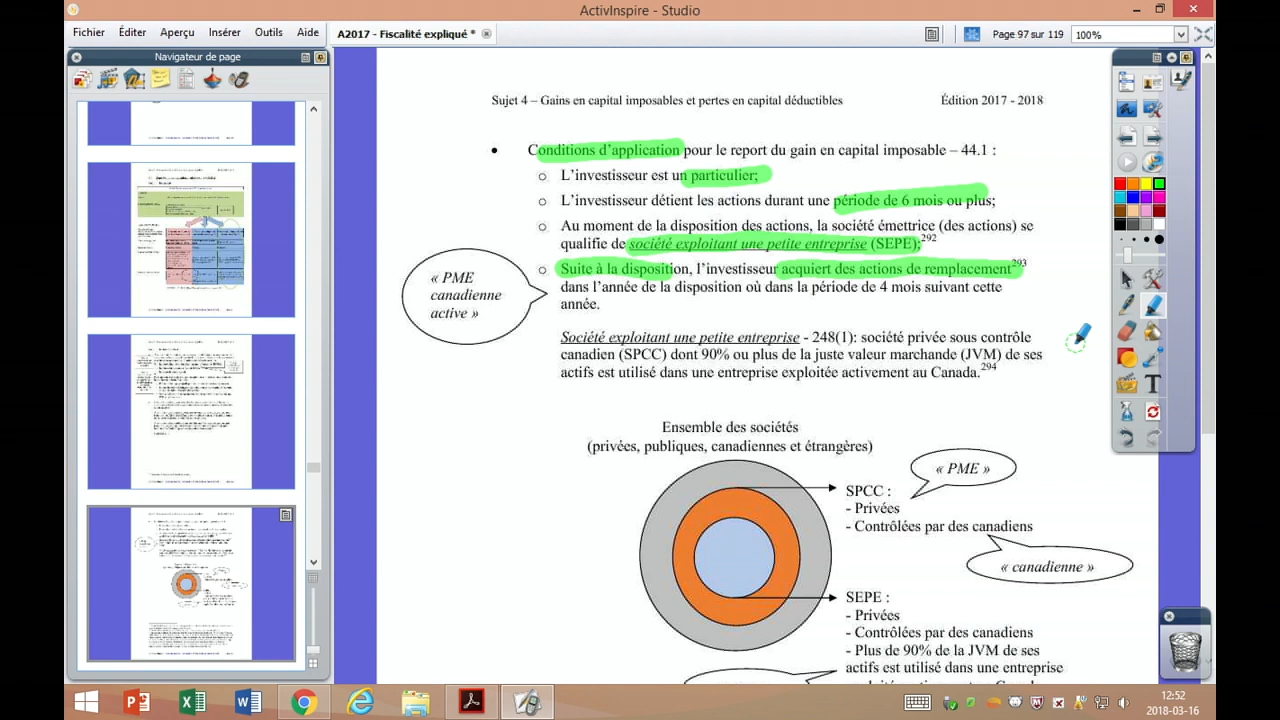 ActivInspire - Studio
Fichier Éditer Aperçu Insérer Outils Aide
A2017 - Fiscalité expliqué *
Page 97 sur 119
100%
Navigateur de page
Sujet 4 – Gains en capital imposables et pertes en capital déductibles Édition 2017 - 2018
• Conditions d’application pour le report du gain en capital imposable – 44.1 :
o L’investisseur est un particulier;
o L’investisseur détient les actions durant une période de 6 mois ou plus;
o Au moment de l’acquisition des actions, la société émettrice (des actions) se
qualifie de société exploitant une petite entreprise (SEPE);292
o Suite à la disposition, l’investisseur acquiert des actions de remplacement293
dans l’année de la disposition où dans la période de 4 mois suivant cette
année.
« PME
canadienne
active »
Société exploitant une petite entreprise - 248(1): société privée sous contrôle
canadien (SPCC) dont 90% ou plus de la juste valeur marchande (JVM) de ses
actifs est utilisé dans une entreprise exploitée activement au Canada.294
Ensemble des sociétés
(privées, publiques, canadiennes et étrangères)
« PME »
SPCC :
- Privées
- Contrôlées par des canadiens
« canadienne »
SEPE :
- Privées
- Contrôlées par des canadiens
- Plus de 90% de la JVM de ses
actifs est utilisé dans une entreprise
12:52
2018-03-16